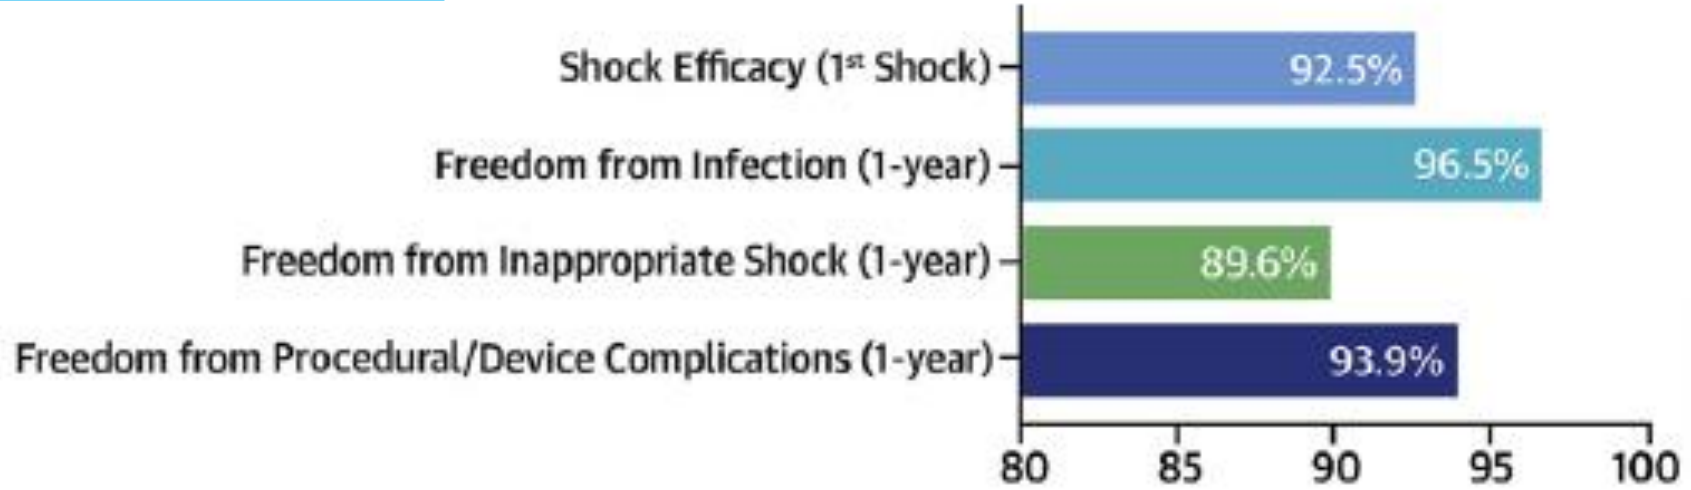 Shock Efficacy (1st Shock)
92.5%
Freedom from Infection (1-year)
96.5%
Freedom from Inappropriate Shock (1-year)
89.6%
Freedom from Procedural/Device Complications (1-year)
93.9%
80 85 90 95 100